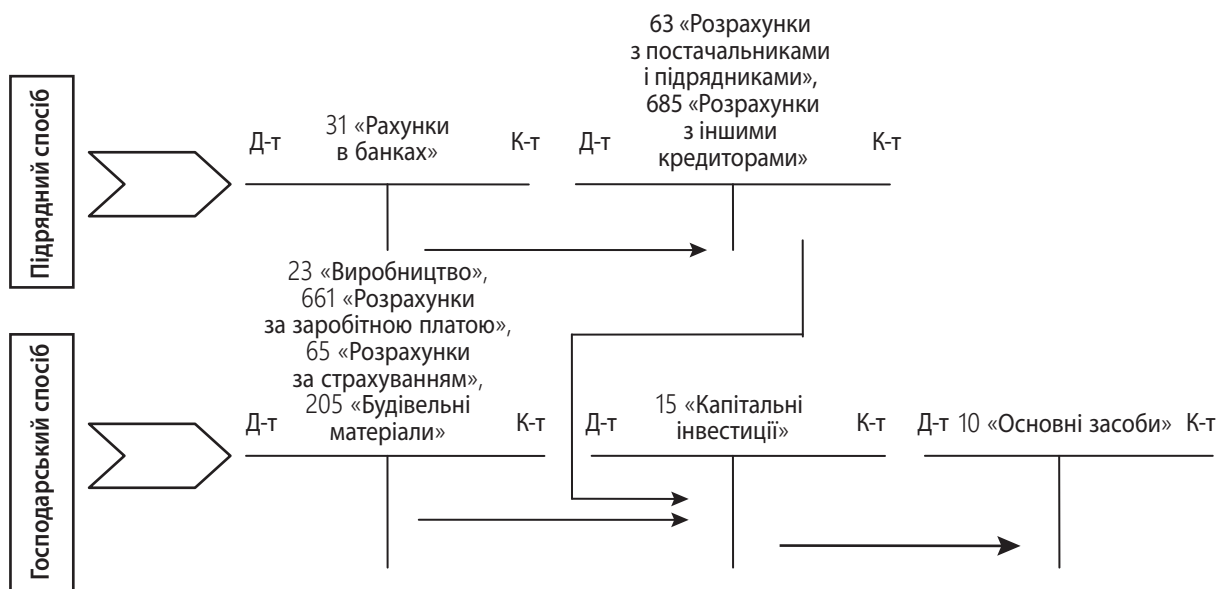 Підрядний спосіб
Д-т
31 «Рахунки
в банках»
К-т
Д-т
63 «Розрахунки
з постачальниками
і підрядниками»,
685 «Розрахунки
з іншими
кредиторами»
К-т
Господарський спосіб
Д-т
23 «Виробництво»,
661 «Розрахунки
за заробітною платою»,
65 «Розрахунки
за страхуванням»,
205 «Будівельні
матеріали»
К-т
Д-т
15 «Капітальні
інвестиції»
К-т
Д-т 10 «Основні засоби» К-т